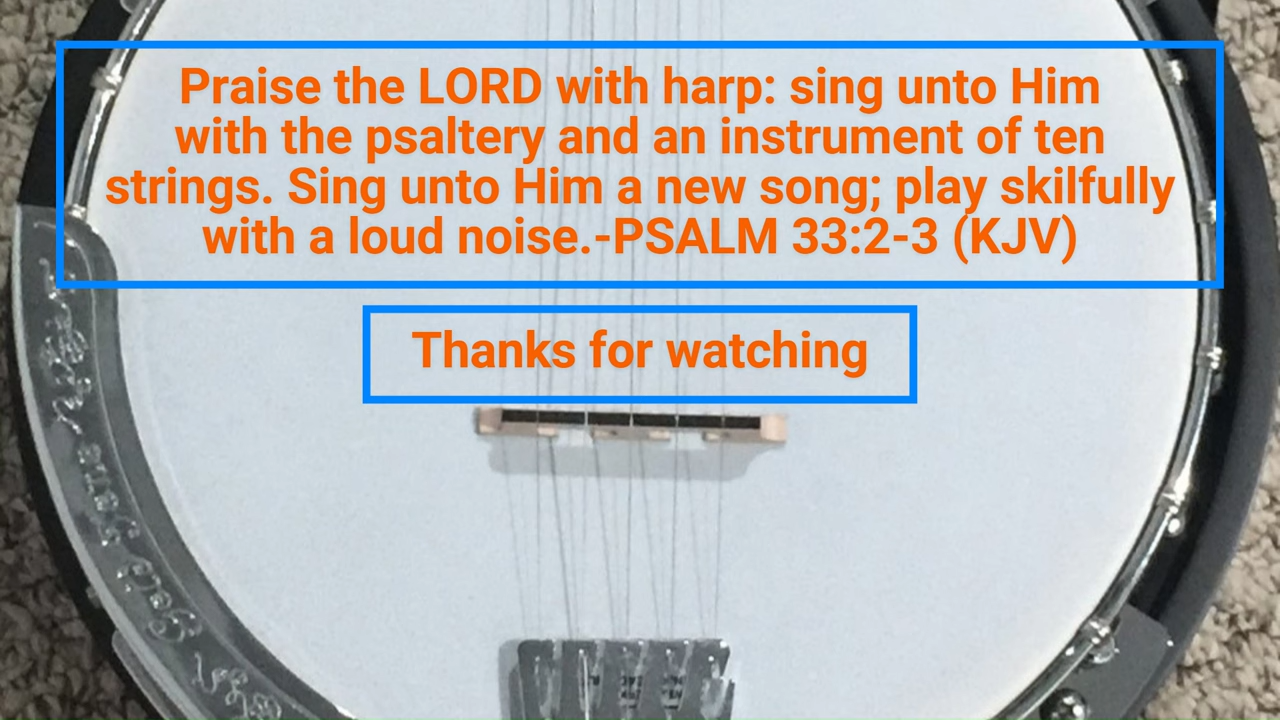 Praise the LORD with harp: sing unto Him
with the psaltery and an instrument of ten
strings. Sing unto Him a new song; play skilfully
with a loud noise.-PSALM 33:2-3 (KJV)
Thanks for watching